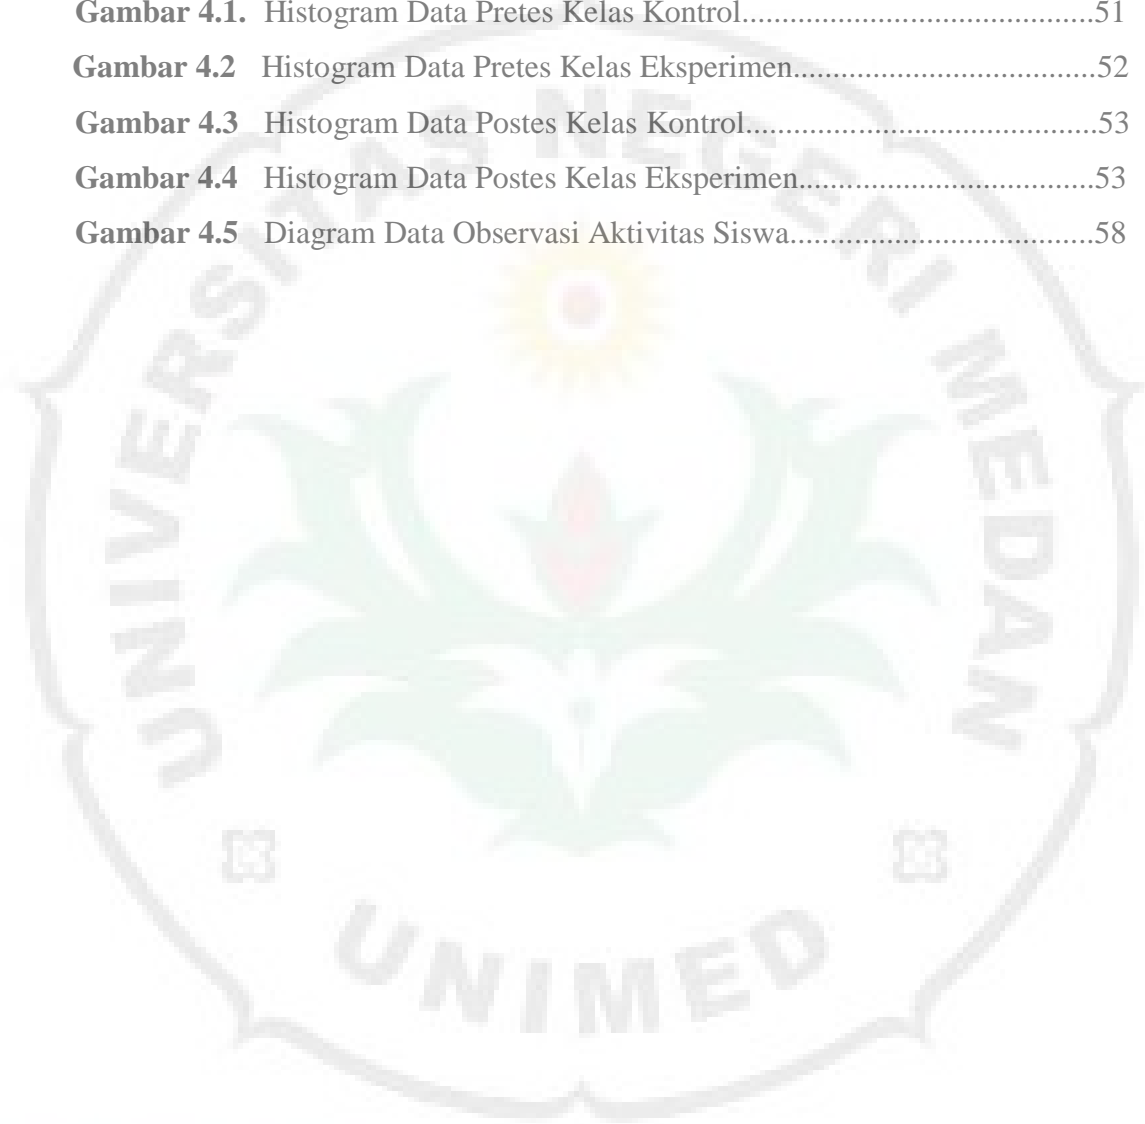 Gambar 4.1. Histogram Data Pretes Kelas Kontrol..........................................51
Gambar 4.2 Histogram Data Pretes Kelas Eksperimen....................................52
Gambar 4.3 Histogram Data Postes Kelas Kontrol.............................................53
Gambar 4.4 Histogram Data Postes Kelas Eksperimen......................................53
Gambar 4.5 Diagram Data Observasi Aktivitas Siswa.......................................58
UNIVERSITAS NEGERI MEDAN
UNIMED